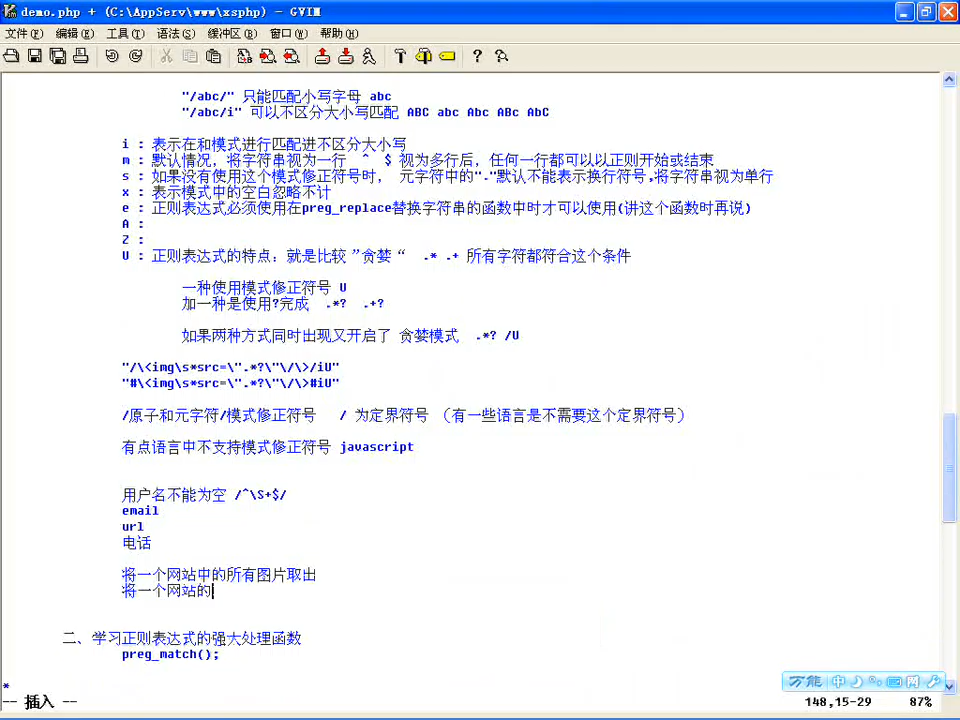 demo.php + (C:\AppServ\www\xsphp) - GVIM
文件(F) 编辑(E) 工具(T) 语法(S) 缓冲区(B) 窗口(W) 帮助(H)
"/abc/" 只能匹配小写字母 abc
"/abc/i" 可以不区分大小写匹配 ABC abc Abc ABc AbC
i : 表示在和模式进行匹配进不区分大小写
m : 默认情况，将字符串视为一行 ^ $ 视为多行后，任何一行都可以以正则开始或结束
s : 如果没有使用这个模式修正符号时， 元字符中的"."默认不能表示换行符号,将字符串视为单行
x : 表示模式中的空白忽略不计
e : 正则表达式必须使用在preg_replace替换字符串的函数中时才可以使用(讲这个函数时再说)
A :
Z :
U : 正则表达式的特点：就是比较”贪婪“ .* .+ 所有字符都符合这个条件
一种使用模式修正符号 U
加一种是使用?完成 .*? .+?
如果两种方式同时出现又开启了 贪婪模式 .*? /U
"/\<img\s*src=\".*?\"\/\>/iU"
"#\<img\s*src=\".*?\"\/\>#iU"
/原子和元字符/模式修正符号 / 为定界符号 （有一些语言是不需要这个定界符号）
有点语言中不支持模式修正符号 javascript
用户名不能为空 /^\S+$/
email
url
电话
将一个网站中的所有图片取出
将一个网站的
二、学习正则表达式的强大处理函数
preg_match();
*
万能 中 网
-- 插入 -- 148,15-29 87%